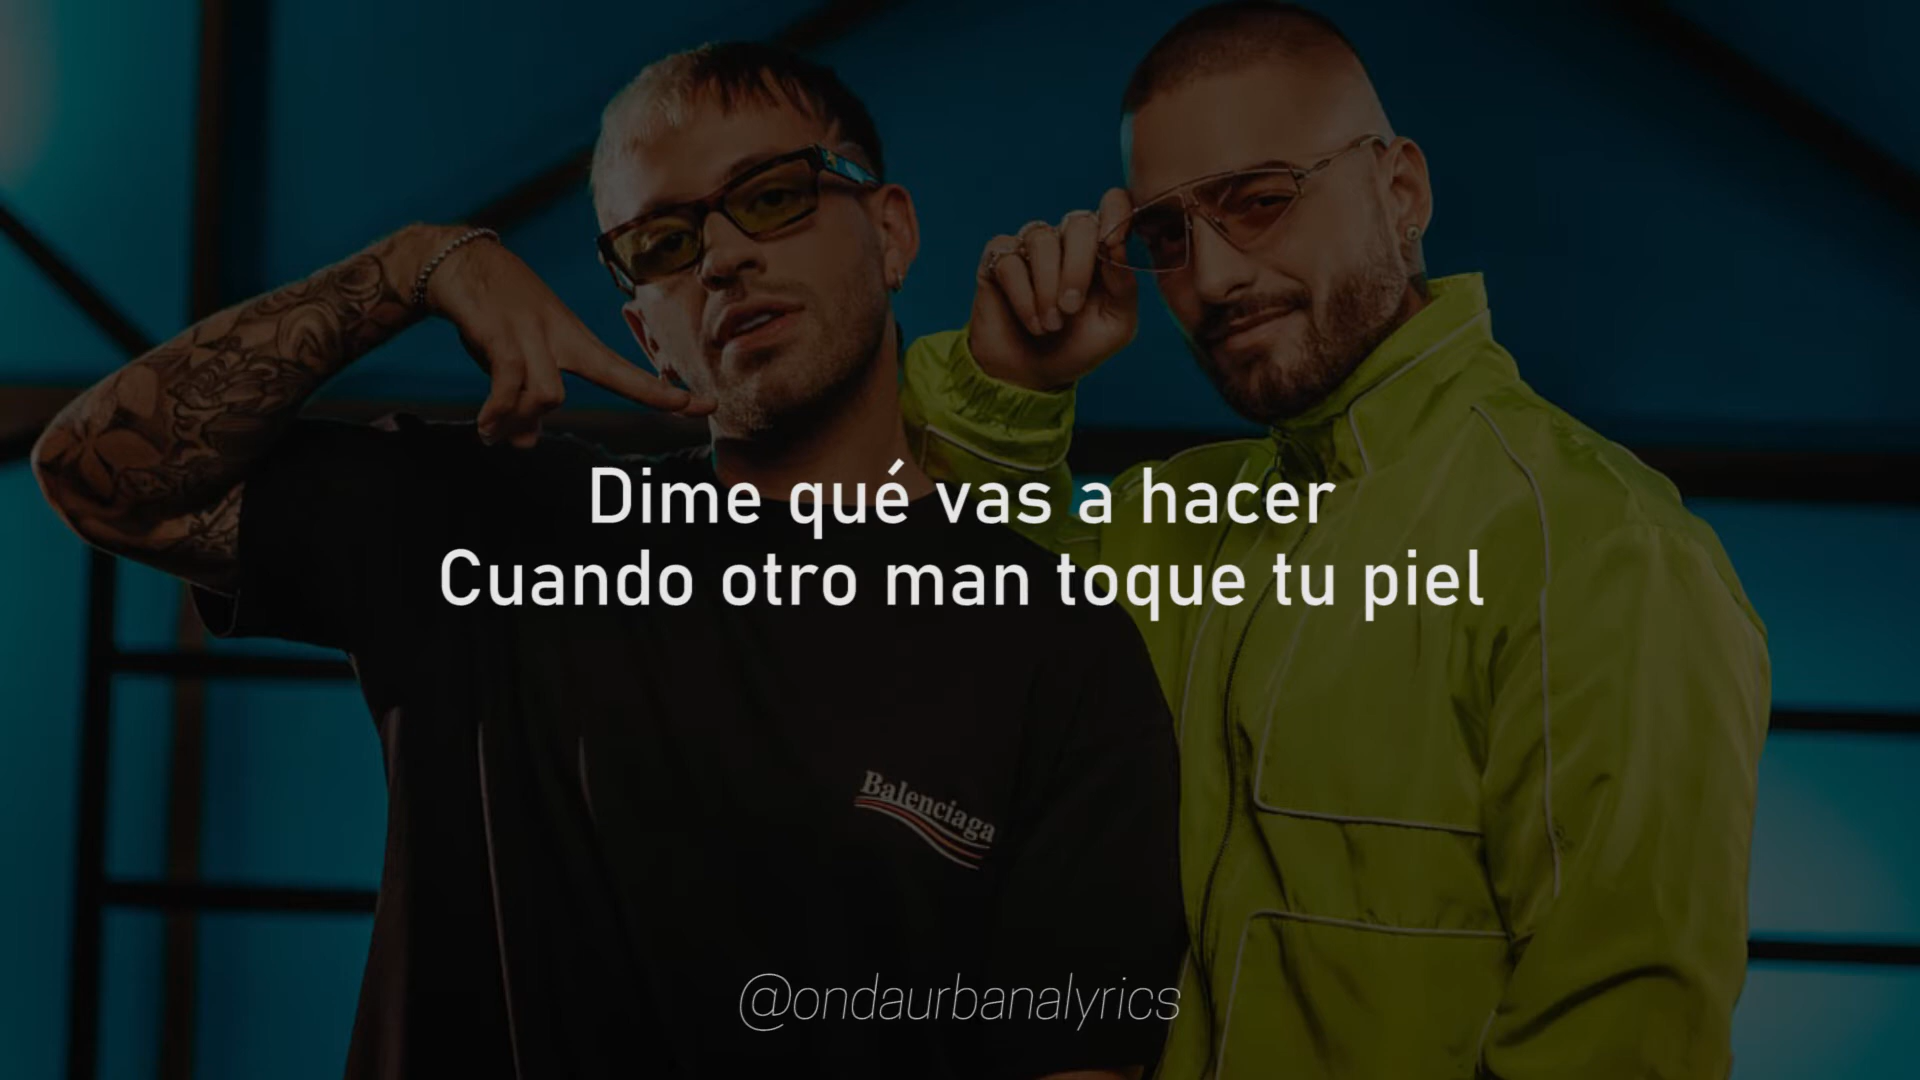 Dime qué vas a hacer
Cuando otro man toque tu piel
Balenciaga
@ondaurbanalyrics